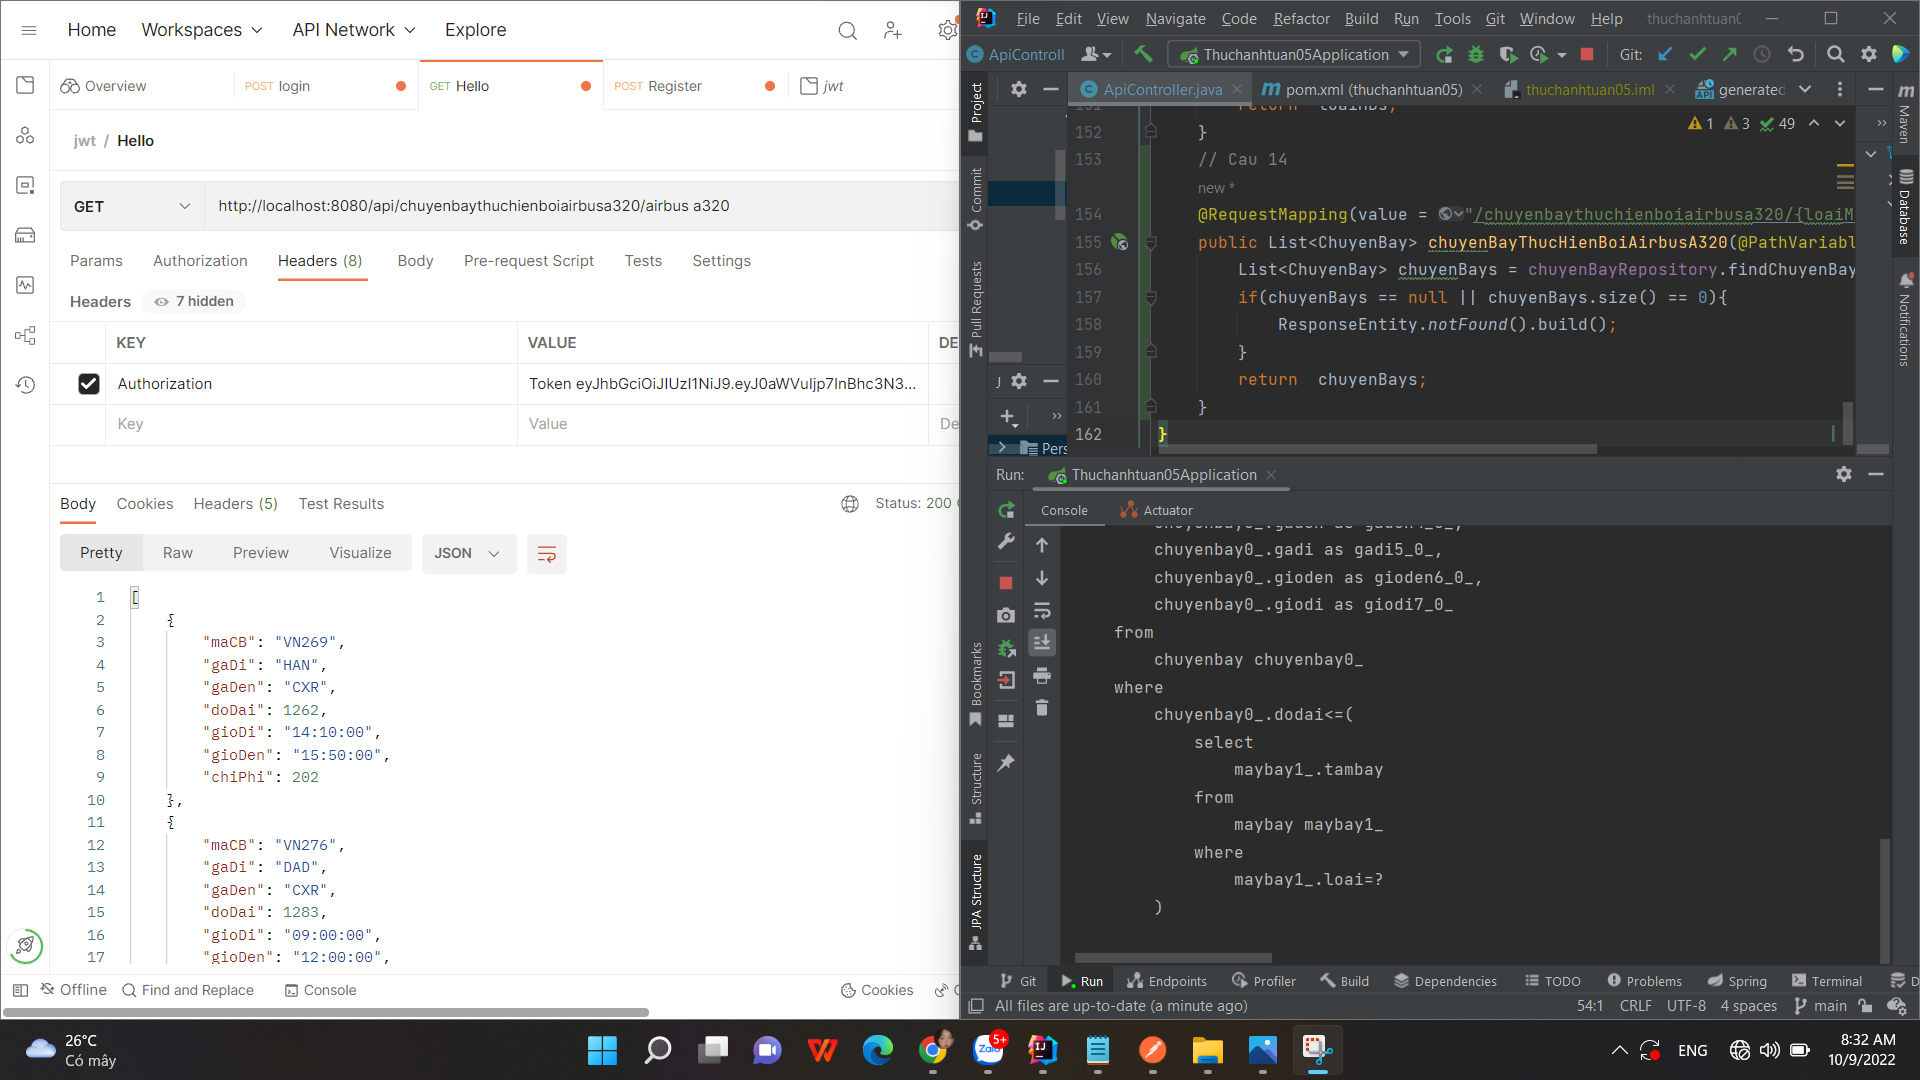 Home
Workspaces
API Network
Explore
Overview
POST login
GET Hello
POST Register
jwt
jwt / Hello
GET
http://localhost:8080/api/chuyenbaythuchienboiairbusa320/airbus a320
Params
Authorization
Headers (8)
Body
Pre-request Script
Tests
Settings
Headers
7 hidden
KEY
VALUE
DE
Authorization
Token eyJhbGciOiJIUzI1NiJ9.eyJ0aWVuIjp7InBhc3N3...
Key
Value
De
Body
Cookies
Headers (5)
Test Results
Status: 200
Pretty
Raw
Preview
Visualize
JSON
1 [
2 {
3 "maCB": "VN269",
4 "gaDi": "HAN",
5 "gaDen": "CXR",
6 "doDai": 1262,
7 "gioDi": "14:10:00",
8 "gioDen": "15:50:00",
9 "chiPhi": 202
10 },
11 {
12 "maCB": "VN276",
13 "gaDi": "DAD",
14 "gaDen": "CXR",
15 "doDai": 1283,
16 "gioDi": "09:00:00",
17 "gioDen": "12:00:00",
Offline
Find and Replace
Console
Cookies
File Edit View Navigate Code Refactor Build Run Tools Git Window Help
thuchanhtuan0
ApiControll
Thuchanhtuan05Application
Git:
Project
Commit
Pull Requests
Bookmarks
Structure
JPA Structure
ApiController.java
pom.xml (thuchanhtuan05)
thuchanhtuan05.iml
generated
Maven
Database
Notifications
1 3 49
151 return loaiMbs;
152 }
153 // Cau 14
new *
154 @RequestMapping(value = "/chuyenbaythuchienboiairbusa320/{loaiM
155 public List<ChuyenBay> chuyenBayThucHienBoiAirbusA320(@PathVariabl
156 List<ChuyenBay> chuyenBays = chuyenBayRepository.findChuyenBay
157 if(chuyenBays == null || chuyenBays.size() == 0){
158 ResponseEntity.notFound().build();
159 }
160 return chuyenBays;
161 }
162 }
J
Pers
Run:
Thuchanhtuan05Application
Console
Actuator
chuyenbay0_.gaden as gaden4_0_,
chuyenbay0_.gadi as gadi5_0_,
chuyenbay0_.gioden as gioden6_0_,
chuyenbay0_.giodi as giodi7_0_
from
chuyenbay chuyenbay0_
where
chuyenbay0_.dodai<=(
select
maybay1_.tambay
from
maybay maybay1_
where
maybay1_.loai=?
)
Git
Run
Endpoints
Profiler
Build
Dependencies
TODO
Problems
Spring
Terminal
D
All files are up-to-date (a minute ago)
54:1 CRLF UTF-8 4 spaces main
26°C
Có mây
Zalo
5+
ENG
8:32 AM
10/9/2022